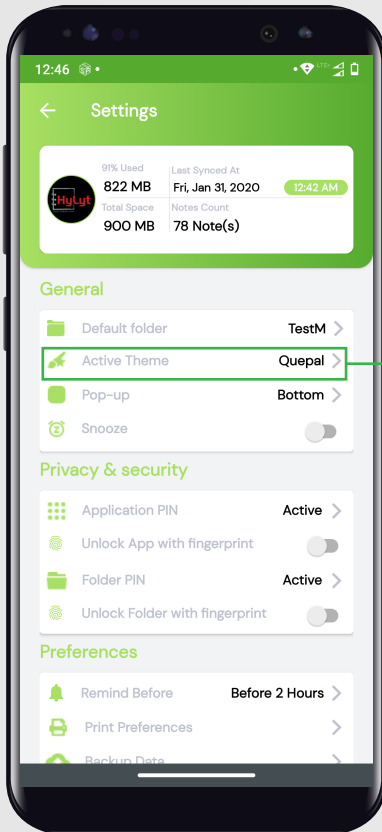 12:46
LTE+
Settings
HyLyt
91% Used
822 MB
Last Synced At
Fri, Jan 31, 2020
12:42 AM
Total Space
900 MB
Notes Count
78 Note(s)
General
Default folder TestM
Active Theme Quepal
Pop-up Bottom
Snooze
Privacy & security
Application PIN Active
Unlock App with fingerprint
Folder PIN Active
Unlock Folder with fingerprint
Preferences
Remind Before Before 2 Hours
Print Preferences
Backup Data